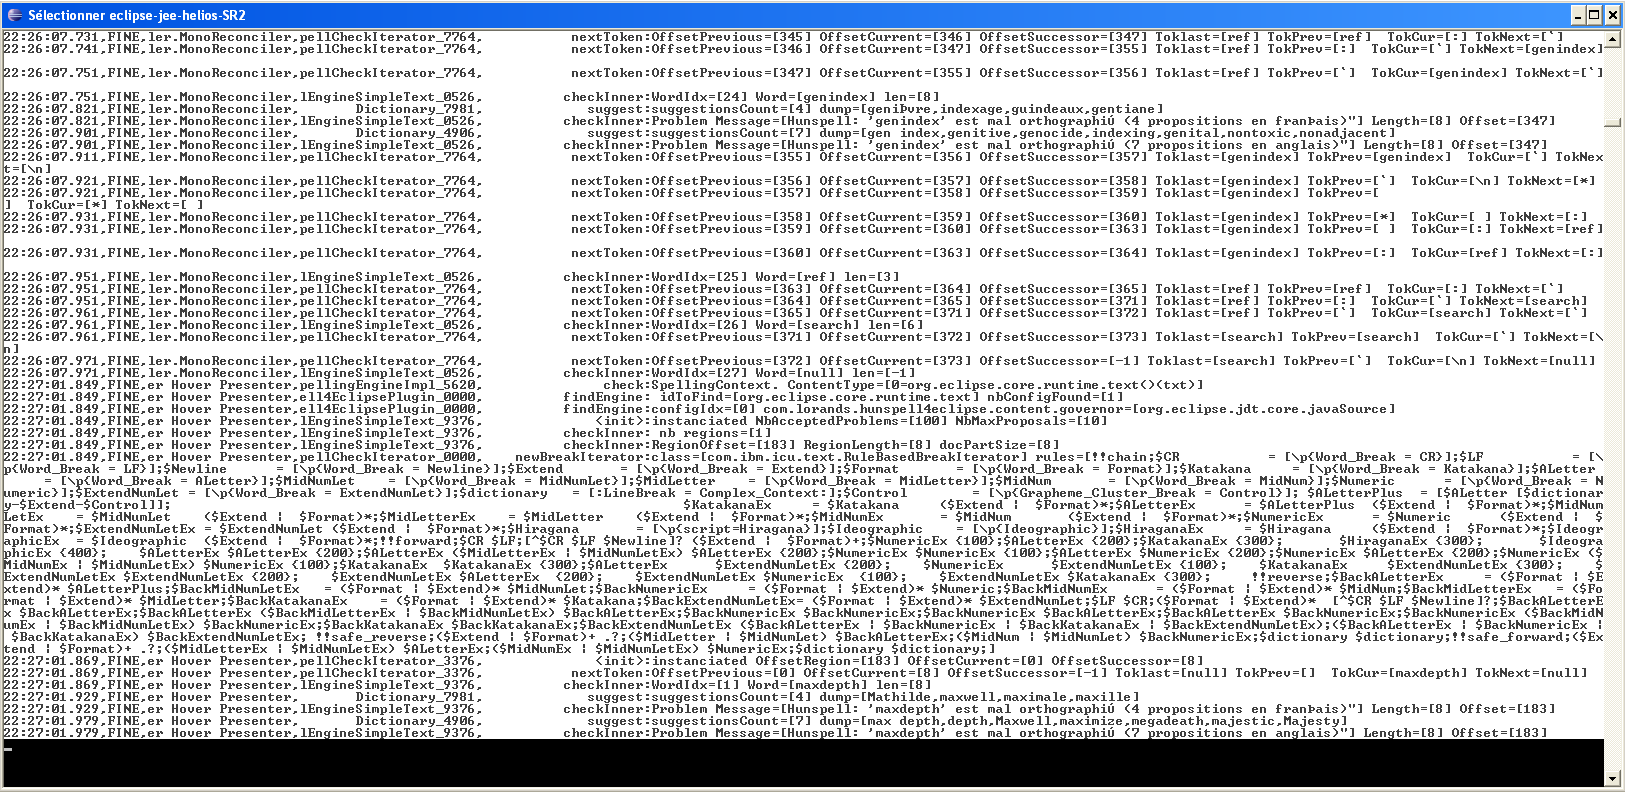 Sélectionner eclipse-jee-helios-SR2
22:26:07.731,FINE,ler.MonoReconciler,pellCheckIterator_7764, nextToken:OffsetPrevious=[345] OffsetCurrent=[346] OffsetSuccessor=[347] Toklast=[ref] TokPrev=[ref] TokCur=[:] TokNext=[`]
22:26:07.741,FINE,ler.MonoReconciler,pellCheckIterator_7764, nextToken:OffsetPrevious=[346] OffsetCurrent=[347] OffsetSuccessor=[355] Toklast=[ref] TokPrev=[:] TokCur=[`] TokNext=[genindex]
22:26:07.751,FINE,ler.MonoReconciler,pellCheckIterator_7764, nextToken:OffsetPrevious=[347] OffsetCurrent=[355] OffsetSuccessor=[356] Toklast=[ref] TokPrev=[`] TokCur=[genindex] TokNext=[`]
22:26:07.751,FINE,ler.MonoReconciler,lEngineSimpleText_0526, checkInner:WordIdx=[24] Word=[genindex] len=[8]
22:26:07.821,FINE,ler.MonoReconciler, Dictionary_7981, suggest:suggestionsCount=[4] dump=[geniÞvre,indexage,guindeaux,gentiane]
22:26:07.821,FINE,ler.MonoReconciler,lEngineSimpleText_0526, checkInner:Problem Message=[Hunspell: 'genindex' est mal orthographiÚ (4 propositions en franþais)"] Length=[8] Offset=[347]
22:26:07.901,FINE,ler.MonoReconciler, Dictionary_4906, suggest:suggestionsCount=[7] dump=[gen index,genitive,genocide,indexing,genital,nontoxic,nonadjacent]
22:26:07.901,FINE,ler.MonoReconciler,lEngineSimpleText_0526, checkInner:Problem Message=[Hunspell: 'genindex' est mal orthographiÚ (7 propositions en anglais)"] Length=[8] Offset=[347]
22:26:07.911,FINE,ler.MonoReconciler,pellCheckIterator_7764, nextToken:OffsetPrevious=[355] OffsetCurrent=[356] OffsetSuccessor=[357] Toklast=[genindex] TokPrev=[genindex] TokCur=[`] TokNex
t=[\n]
22:26:07.921,FINE,ler.MonoReconciler,pellCheckIterator_7764, nextToken:OffsetPrevious=[356] OffsetCurrent=[357] OffsetSuccessor=[358] Toklast=[genindex] TokPrev=[`] TokCur=[\n] TokNext=[*]
22:26:07.921,FINE,ler.MonoReconciler,pellCheckIterator_7764, nextToken:OffsetPrevious=[357] OffsetCurrent=[358] OffsetSuccessor=[359] Toklast=[genindex] TokPrev=[
] TokCur=[*] TokNext=[ ]
22:26:07.931,FINE,ler.MonoReconciler,pellCheckIterator_7764, nextToken:OffsetPrevious=[358] OffsetCurrent=[359] OffsetSuccessor=[360] Toklast=[genindex] TokPrev=[*] TokCur=[ ] TokNext=[:]
22:26:07.931,FINE,ler.MonoReconciler,pellCheckIterator_7764, nextToken:OffsetPrevious=[359] OffsetCurrent=[360] OffsetSuccessor=[363] Toklast=[genindex] TokPrev=[ ] TokCur=[:] TokNext=[ref]
22:26:07.931,FINE,ler.MonoReconciler,pellCheckIterator_7764, nextToken:OffsetPrevious=[360] OffsetCurrent=[363] OffsetSuccessor=[364] Toklast=[genindex] TokPrev=[:] TokCur=[ref] TokNext=[:]
22:26:07.951,FINE,ler.MonoReconciler,lEngineSimpleText_0526, checkInner:WordIdx=[25] Word=[ref] len=[3]
22:26:07.951,FINE,ler.MonoReconciler,pellCheckIterator_7764, nextToken:OffsetPrevious=[363] OffsetCurrent=[364] OffsetSuccessor=[365] Toklast=[ref] TokPrev=[ref] TokCur=[:] TokNext=[`]
22:26:07.951,FINE,ler.MonoReconciler,pellCheckIterator_7764, nextToken:OffsetPrevious=[364] OffsetCurrent=[365] OffsetSuccessor=[371] Toklast=[ref] TokPrev=[:] TokCur=[`] TokNext=[search]
22:26:07.961,FINE,ler.MonoReconciler,pellCheckIterator_7764, nextToken:OffsetPrevious=[365] OffsetCurrent=[371] OffsetSuccessor=[372] Toklast=[ref] TokPrev=[`] TokCur=[search] TokNext=[`]
22:26:07.961,FINE,ler.MonoReconciler,lEngineSimpleText_0526, checkInner:WordIdx=[26] Word=[search] len=[6]
22:26:07.961,FINE,ler.MonoReconciler,pellCheckIterator_7764, nextToken:OffsetPrevious=[371] OffsetCurrent=[372] OffsetSuccessor=[373] Toklast=[search] TokPrev=[search] TokCur=[`] TokNext=[\
n]
22:26:07.971,FINE,ler.MonoReconciler,pellCheckIterator_7764, nextToken:OffsetPrevious=[372] OffsetCurrent=[373] OffsetSuccessor=[-1] Toklast=[search] TokPrev=[`] TokCur=[\n] TokNext=[null]
22:26:07.971,FINE,ler.MonoReconciler,lEngineSimpleText_0526, checkInner:WordIdx=[27] Word=[null] len=[-1]
22:27:01.849,FINE,er Hover Presenter,pellingEngineImpl_5620, check:SpellingContext. ContentType=[0=org.eclipse.core.runtime.text()(txt)]
22:27:01.849,FINE,er Hover Presenter,ell4EclipsePlugin_0000, findEngine: idToFind=[org.eclipse.core.runtime.text] nbConfigFound=[1]
22:27:01.849,FINE,er Hover Presenter,ell4EclipsePlugin_0000, findEngine:configIdx=[0] com.lorands.hunspell4eclipse.content.governor=[org.eclipse.jdt.core.javaSource]
22:27:01.849,FINE,er Hover Presenter,lEngineSimpleText_9376, <init>:instanciated NbAcceptedProblems=[100] NbMaxProposals=[10]
22:27:01.849,FINE,er Hover Presenter,lEngineSimpleText_9376, checkInner: nb regions=[1]
22:27:01.849,FINE,er Hover Presenter,lEngineSimpleText_9376, checkInner:RegionOffset=[183] RegionLength=[8] docPartSize=[8]
22:27:01.849,FINE,er Hover Presenter,pellCheckIterator_0000, newBreakIterator:class=[com.ibm.icu.text.RuleBasedBreakIterator] rules=[!!chain;$CR = [\p{Word_Break = CR}];$LF = [\
p{Word_Break = LF}];$Newline = [\p{Word_Break = Newline}];$Extend = [\p{Word_Break = Extend}];$Format = [\p{Word_Break = Format}];$Katakana = [\p{Word_Break = Katakana}];$ALetter
= [\p{Word_Break = ALetter}];$MidNumLet = [\p{Word_Break = MidNumLet}];$MidLetter = [\p{Word_Break = MidLetter}];$MidNum = [\p{Word_Break = MidNum}];$Numeric = [\p{Word_Break = N
umeric}];$ExtendNumLet = [\p{Word_Break = ExtendNumLet}];$dictionary = [:LineBreak = Complex_Context:];$Control = [\p{Grapheme_Cluster_Break = Control}]; $ALetterPlus = [$ALetter [$dictionar
y-$Extend-$Control]]; $KatakanaEx = $Katakana ($Extend | $Format)*;$ALetterEx = $ALetterPlus ($Extend | $Format)*;$MidNum
LetEx = $MidNumLet ($Extend | $Format)*;$MidLetterEx = $MidLetter ($Extend | $Format)*;$MidNumEx = $MidNum ($Extend | $Format)*;$NumericEx = $Numeric ($Extend | $
Format)*;$ExtendNumLetEx = $ExtendNumLet ($Extend | $Format)*;$Hiragana = [\p{script=Hiragana}];$Ideographic = [\p{Ideographic}];$HiraganaEx = $Hiragana ($Extend | $Format)*;$Ideogr
aphicEx = $Ideographic ($Extend | $Format)*;!!forward;$CR $LF;[^$CR $LF $Newline]? ($Extend | $Format)+;$NumericEx {100};$ALetterEx {200};$KatakanaEx {300}; $HiraganaEx {300}; $Ideogra
phicEx {400}; $ALetterEx $ALetterEx {200};$ALetterEx ($MidLetterEx | $MidNumLetEx) $ALetterEx {200};$NumericEx $NumericEx {100};$ALetterEx $NumericEx {200};$NumericEx $ALetterEx {200};$NumericEx ($
MidNumEx | $MidNumLetEx) $NumericEx {100};$KatakanaEx $KatakanaEx {300};$ALetterEx $ExtendNumLetEx {200}; $NumericEx $ExtendNumLetEx {100}; $KatakanaEx $ExtendNumLetEx {300}; $
ExtendNumLetEx $ExtendNumLetEx {200}; $ExtendNumLetEx $ALetterEx {200}; $ExtendNumLetEx $NumericEx {100}; $ExtendNumLetEx $KatakanaEx {300}; !!reverse;$BackALetterEx = ($Format | $E
xtend)* $ALetterPlus;$BackMidNumLetEx = ($Format | $Extend)* $MidNumLet;$BackNumericEx = ($Format | $Extend)* $Numeric;$BackMidNumEx = ($Format | $Extend)* $MidNum;$BackMidLetterEx = ($Fo
rmat | $Extend)* $MidLetter;$BackKatakanaEx = ($Format | $Extend)* $Katakana;$BackExtendNumLetEx= ($Format | $Extend)* $ExtendNumLet;$LF $CR;($Format | $Extend)* [^$CR $LF $Newline]?;$BackALetterE
x $BackALetterEx;$BackALetterEx ($BackMidLetterEx | $BackMidNumLetEx) $BackALetterEx;$BackNumericEx $BackNumericEx;$BackNumericEx $BackALetterEx;$BackALetterEx $BackNumericEx;$BackNumericEx ($BackMidN
umEx | $BackMidNumLetEx) $BackNumericEx;$BackKatakanaEx $BackKatakanaEx;$BackExtendNumLetEx ($BackALetterEx | $BackNumericEx | $BackKatakanaEx | $BackExtendNumLetEx);($BackALetterEx | $BackNumericEx |
$BackKatakanaEx) $BackExtendNumLetEx; !!safe_reverse;($Extend | $Format)+ .?;($MidLetter | $MidNumLet) $BackALetterEx;($MidNum | $MidNumLet) $BackNumericEx;$dictionary $dictionary;!!safe_forward;($Ex
tend | $Format)+ .?;($MidLetterEx | $MidNumLetEx) $ALetterEx;($MidNumEx | $MidNumLetEx) $NumericEx;$dictionary $dictionary;]
22:27:01.869,FINE,er Hover Presenter,pellCheckIterator_3376, <init>:instanciated OffsetRegion=[183] OffsetCurrent=[0] OffsetSuccessor=[8]
22:27:01.869,FINE,er Hover Presenter,pellCheckIterator_3376, nextToken:OffsetPrevious=[0] OffsetCurrent=[8] OffsetSuccessor=[-1] Toklast=[null] TokPrev=[] TokCur=[maxdepth] TokNext=[null]
22:27:01.869,FINE,er Hover Presenter,lEngineSimpleText_9376, checkInner:WordIdx=[1] Word=[maxdepth] len=[8]
22:27:01.929,FINE,er Hover Presenter, Dictionary_7981, suggest:suggestionsCount=[4] dump=[Mathilde,maxwell,maximale,maxille]
22:27:01.929,FINE,er Hover Presenter,lEngineSimpleText_9376, checkInner:Problem Message=[Hunspell: 'maxdepth' est mal orthographiÚ (4 propositions en franþais)"] Length=[8] Offset=[183]
22:27:01.979,FINE,er Hover Presenter, Dictionary_4906, suggest:suggestionsCount=[7] dump=[max depth,depth,Maxwell,maximize,megadeath,majestic,Majesty]
22:27:01.979,FINE,er Hover Presenter,lEngineSimpleText_9376, checkInner:Problem Message=[Hunspell: 'maxdepth' est mal orthographiÚ (7 propositions en anglais)"] Length=[8] Offset=[183]